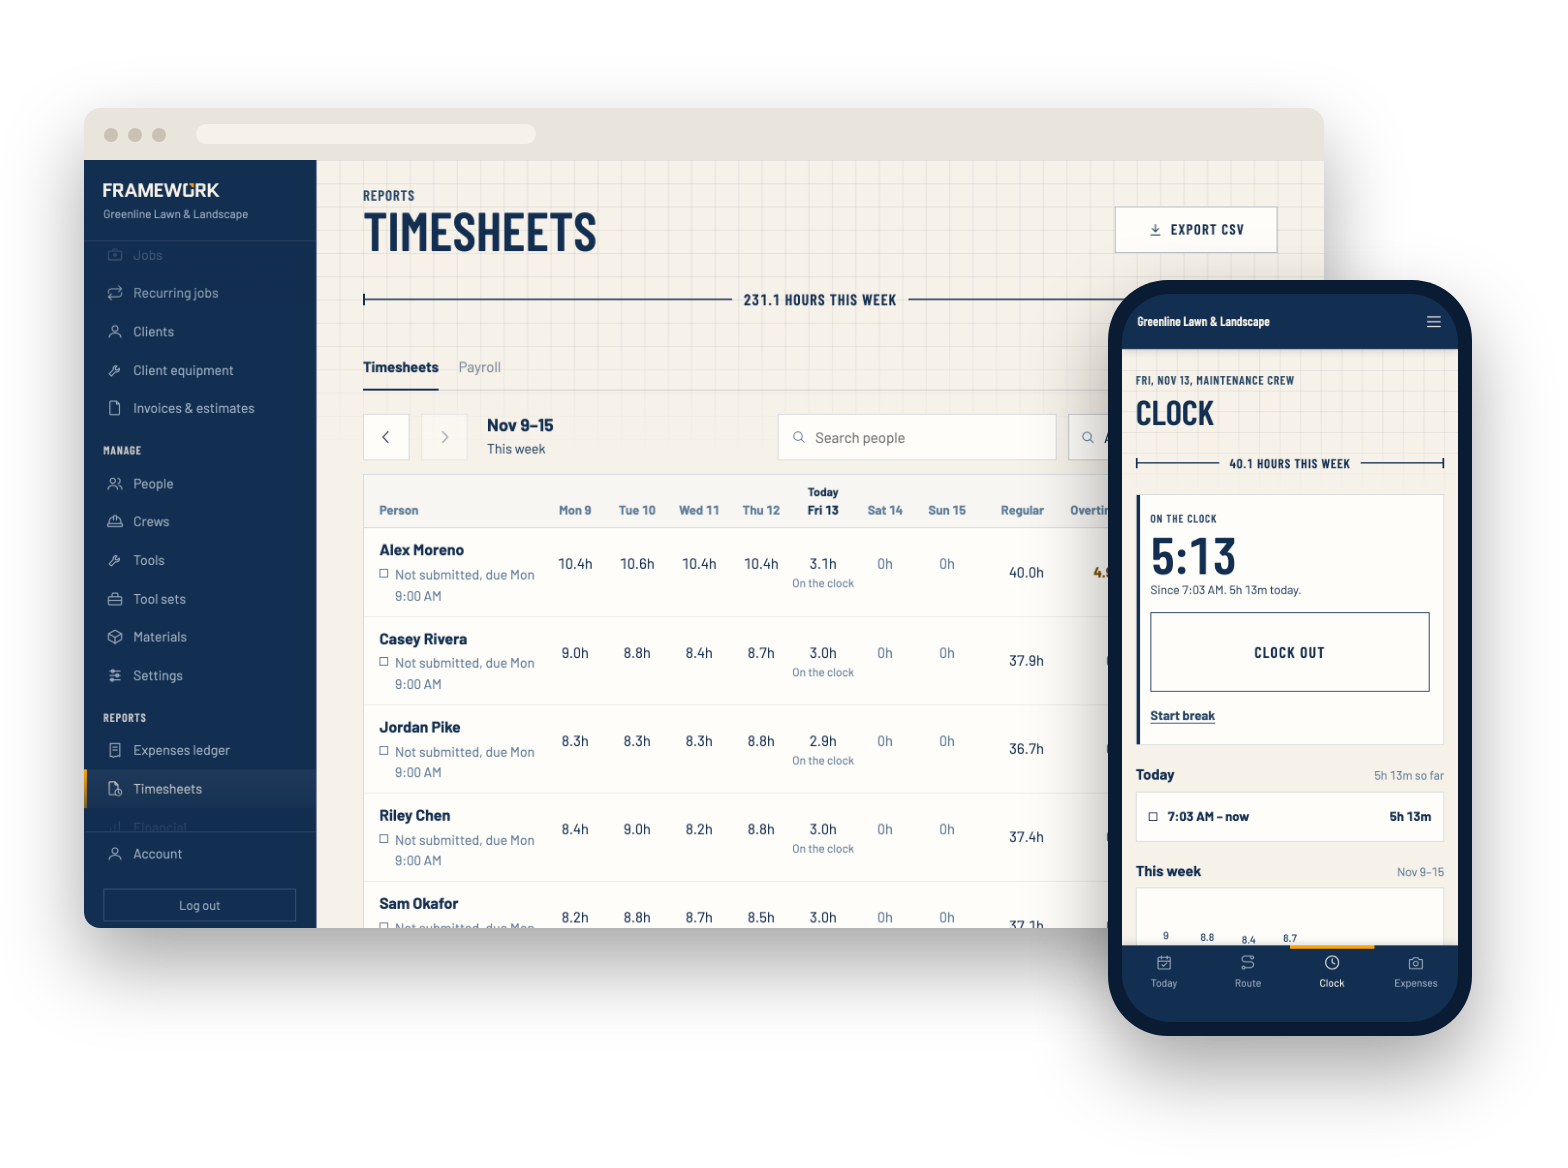 FRAMEWORK
Greenline Lawn & Landscape
Jobs
Recurring jobs
Clients
Client equipment
Invoices & estimates
MANAGE
People
Crews
Tools
Tool sets
Materials
Settings
REPORTS
Expenses ledger
Timesheets
Financial
Account
Log out
REPORTS
TIMESHEETS
EXPORT CSV
231.1 HOURS THIS WEEK
Timesheets Payroll
Nov 9–15
This week
Search people
Today
Person Mon 9 Tue 10 Wed 11 Thu 12 Fri 13 Sat 14 Sun 15 Regular
Alex Moreno
10.4h 10.6h 10.4h 10.4h 3.1h 0h 0h 40.0h
Not submitted, due Mon
9:00 AM
On the clock
Casey Rivera
9.0h 8.8h 8.4h 8.7h 3.0h 0h 0h 37.9h
Not submitted, due Mon
9:00 AM
On the clock
Jordan Pike
8.3h 8.3h 8.3h 8.8h 2.9h 0h 0h 36.7h
Not submitted, due Mon
9:00 AM
On the clock
Riley Chen
8.4h 9.0h 8.2h 8.8h 3.0h 0h 0h 37.4h
Not submitted, due Mon
9:00 AM
On the clock
Sam Okafor
8.2h 8.8h 8.7h 8.5h 3.0h 0h 0h 37.1h
Not submitted, due Mon
Greenline Lawn & Landscape
FRI, NOV 13, MAINTENANCE CREW
CLOCK
40.1 HOURS THIS WEEK
ON THE CLOCK
5:13
Since 7:03 AM. 5h 13m today.
CLOCK OUT
Start break
Today 5h 13m so far
7:03 AM – now 5h 13m
This week Nov 9–15
9 8.8 8.4 8.7
Today Route Clock Expenses